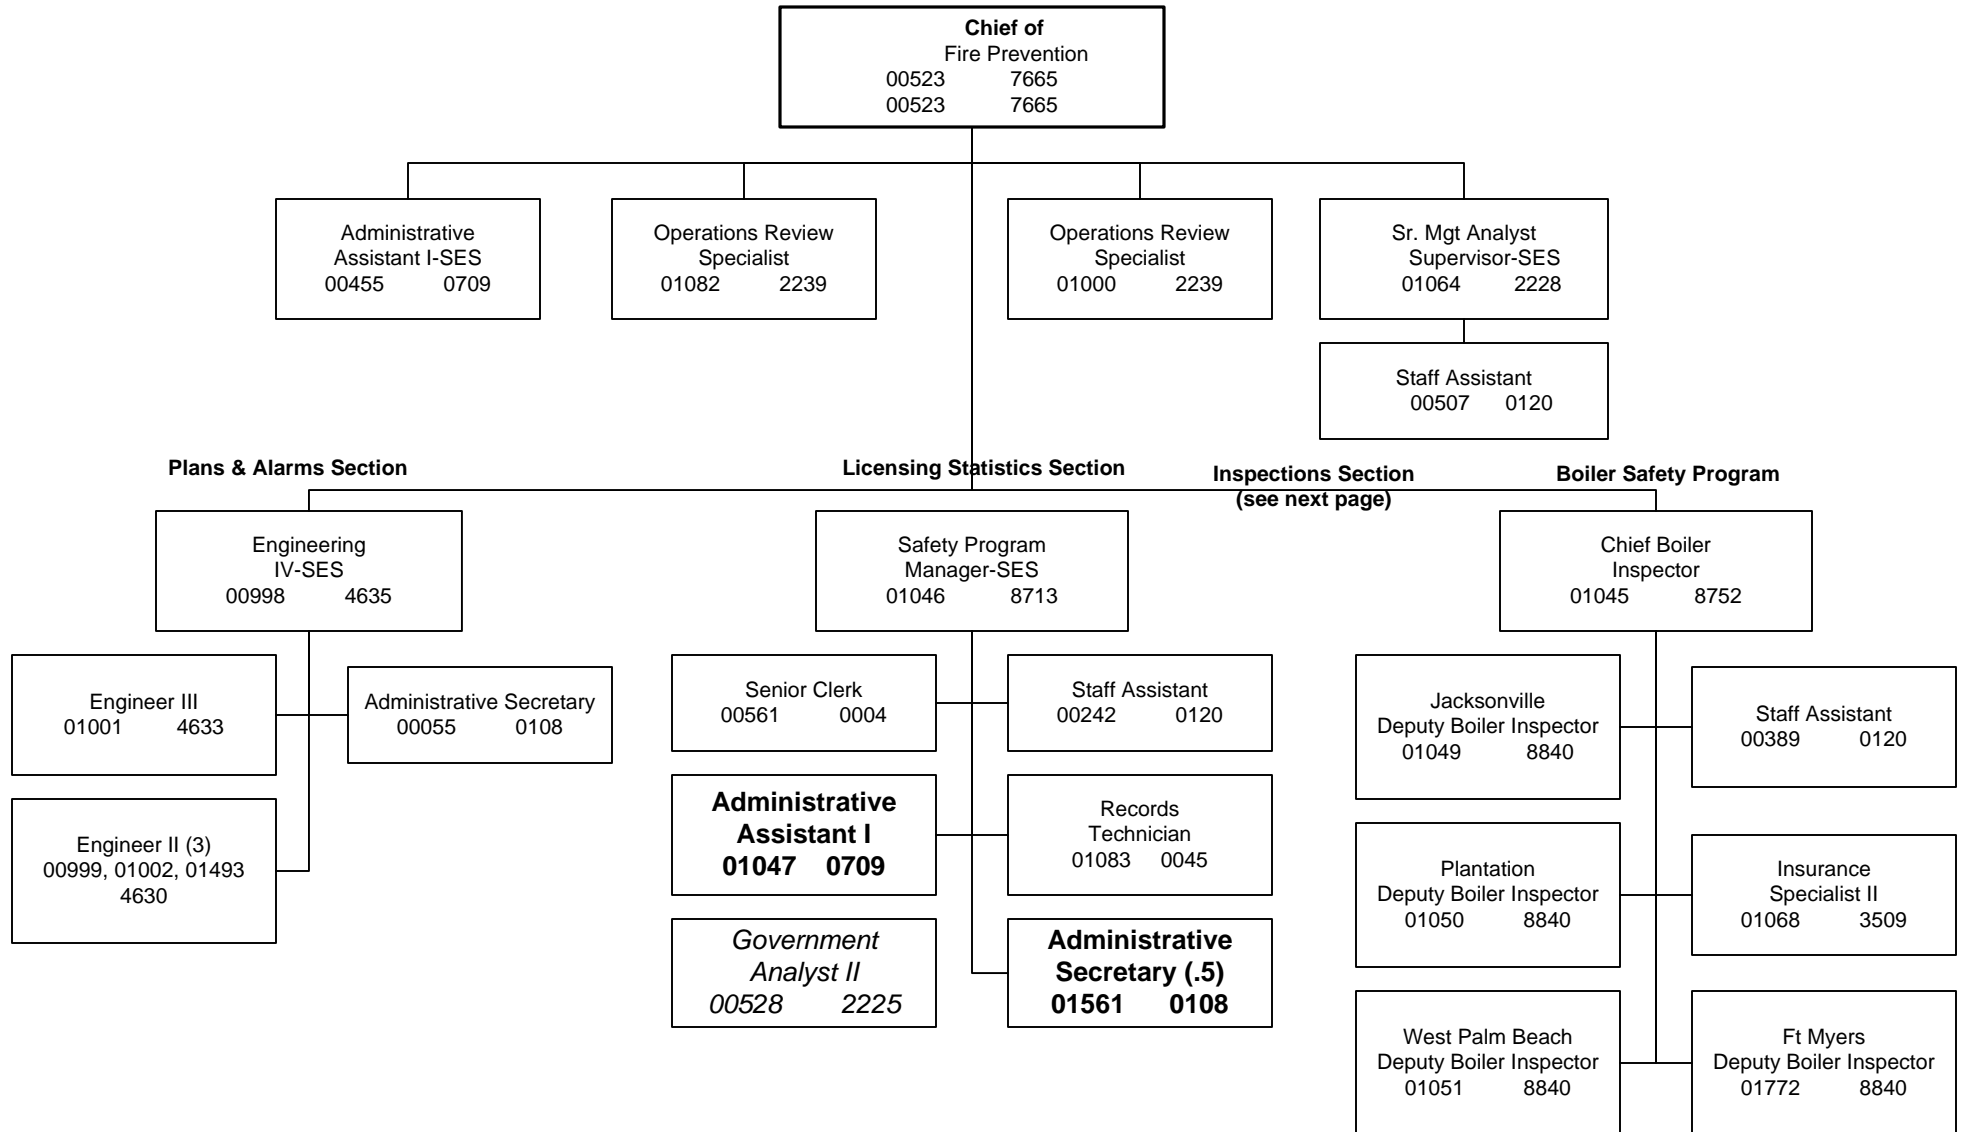 Chief of
Fire Prevention
00523 7665
00523 7665
Administrative
Assistant I-SES
00455 0709
Operations Review
Specialist
01082 2239
Operations Review
Specialist
01000 2239
Sr. Mgt Analyst
Supervisor-SES
01064 2228
Staff Assistant
00507 0120
Plans & Alarms Section
Licensing Statistics Section
Inspections Section
(see next page)
Boiler Safety Program
Engineering
IV-SES
00998 4635
Safety Program
Manager-SES
01046 8713
Chief Boiler
Inspector
01045 8752
Engineer III
01001 4633
Administrative Secretary
00055 0108
Engineer II (3)
00999, 01002, 01493
4630
Senior Clerk
00561 0004
Staff Assistant
00242 0120
Administrative
Assistant I
01047 0709
Records
Technician
01083 0045
Government
Analyst II
00528 2225
Administrative
Secretary (.5)
01561 0108
Jacksonville
Deputy Boiler Inspector
01049 8840
Staff Assistant
00389 0120
Plantation
Deputy Boiler Inspector
01050 8840
Insurance
Specialist II
01068 3509
West Palm Beach
Deputy Boiler Inspector
01051 8840
Ft Myers
Deputy Boiler Inspector
01772 8840